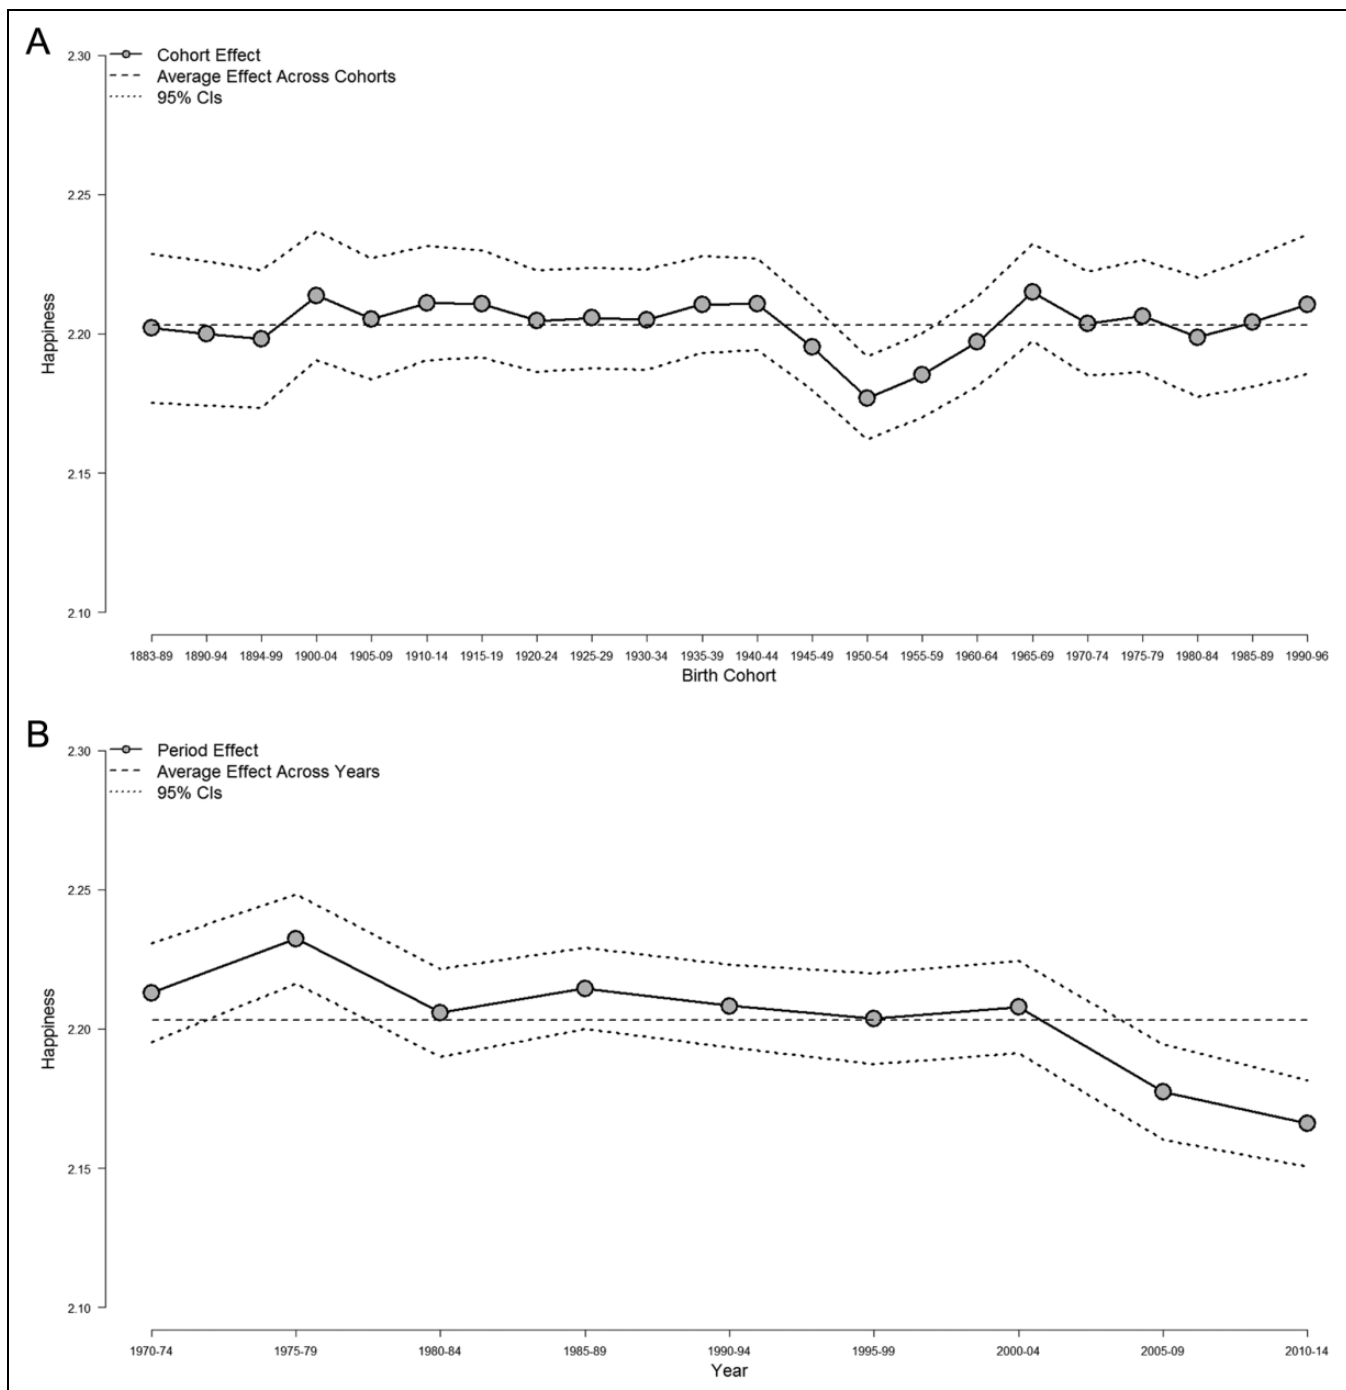 A
2.30
Cohort Effect
Average Effect Across Cohorts
95% CIs
2.25
2.20
2.15
2.10
Happiness
1883-89 1890-94 1894-99 1900-04 1905-09 1910-14 1915-19 1920-24 1925-29 1930-34 1935-39 1940-44 1945-49 1950-54 1955-59 1960-64 1965-69 1970-74 1975-79 1980-84 1985-89 1990-96
Birth Cohort
B
2.30
Period Effect
Average Effect Across Years
95% CIs
2.25
2.20
2.15
2.10
Happiness
1970-74 1975-79 1980-84 1985-89 1990-94 1995-99 2000-04 2005-09 2010-14
Year